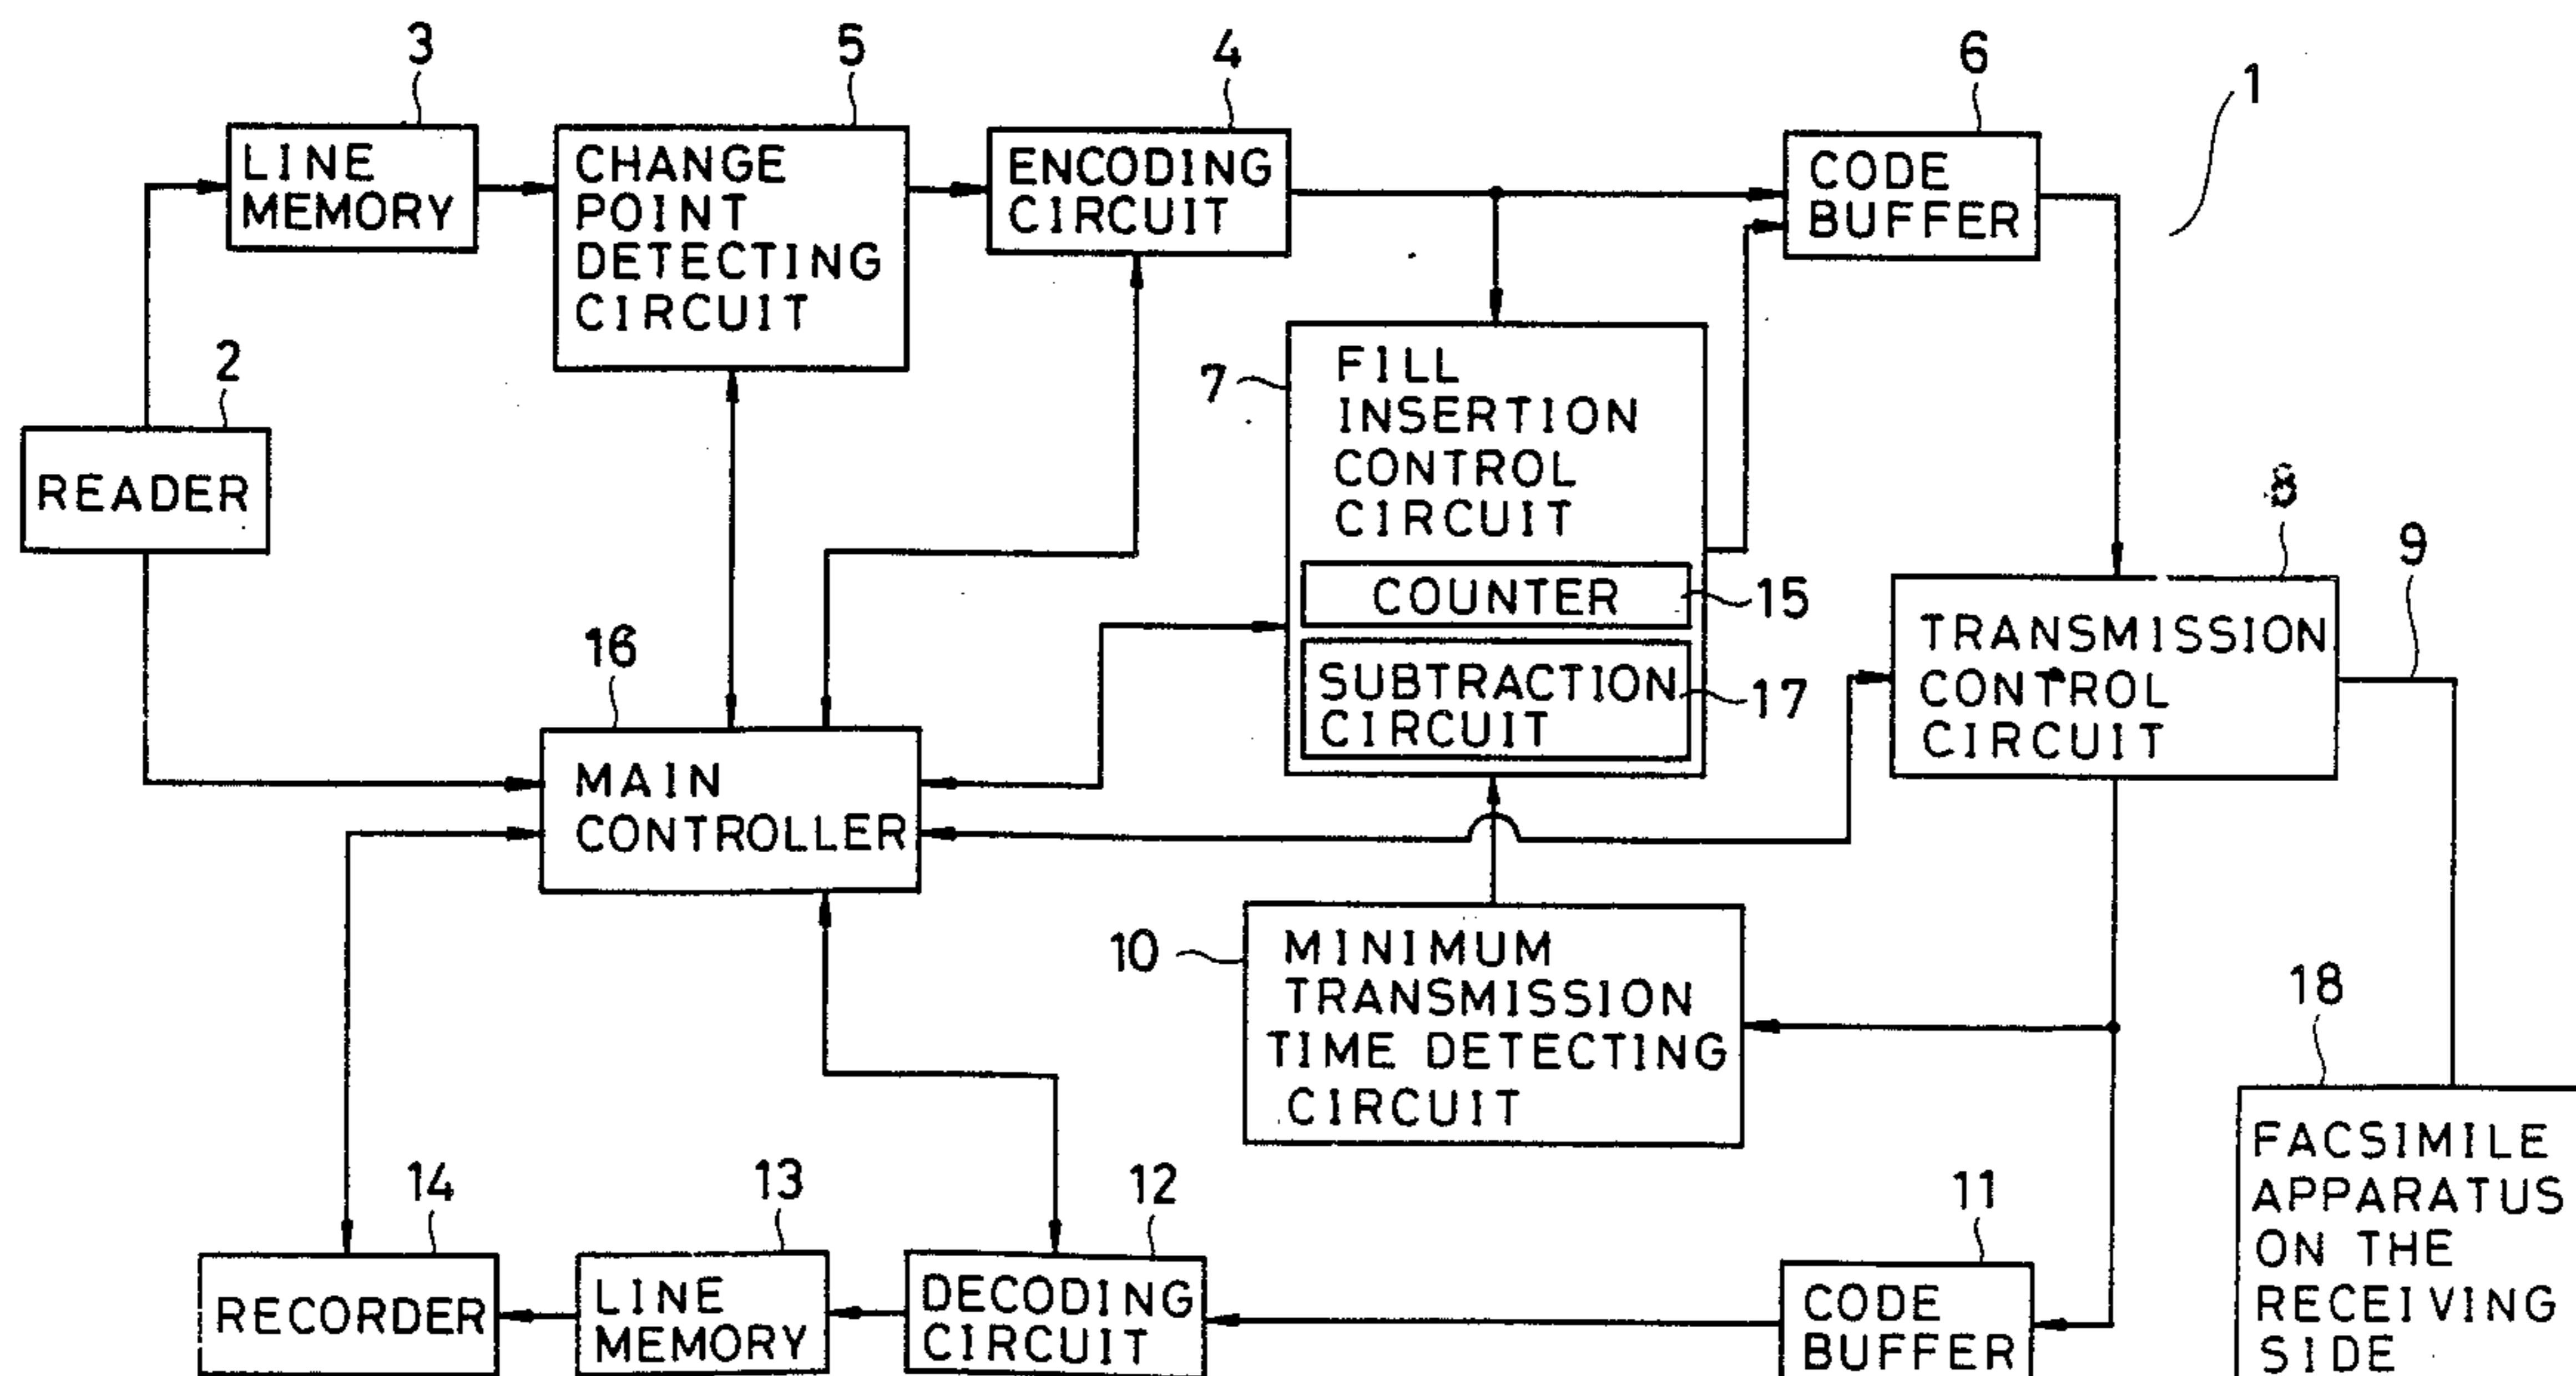 3
5
4
6
1
LINE
MEMORY
CHANGE
POINT
DETECTING
CIRCUIT
ENCODING
CIRCUIT
CODE
BUFFER
2
READER
7
FILL
INSERTION
CONTROL
CIRCUIT
COUNTER
15
SUBTRACTION
CIRCUIT
17
8
9
TRANSMISSION
CONTROL
CIRCUIT
16
MAIN
CONTROLLER
10
MINIMUM
TRANSMISSION
TIME DETECTING
CIRCUIT
18
FACSIMILE
APPARATUS
ON THE
RECEIVING
SIDE
14
RECORDER
13
LINE
MEMORY
12
DECODING
CIRCUIT
11
CODE
BUFFER